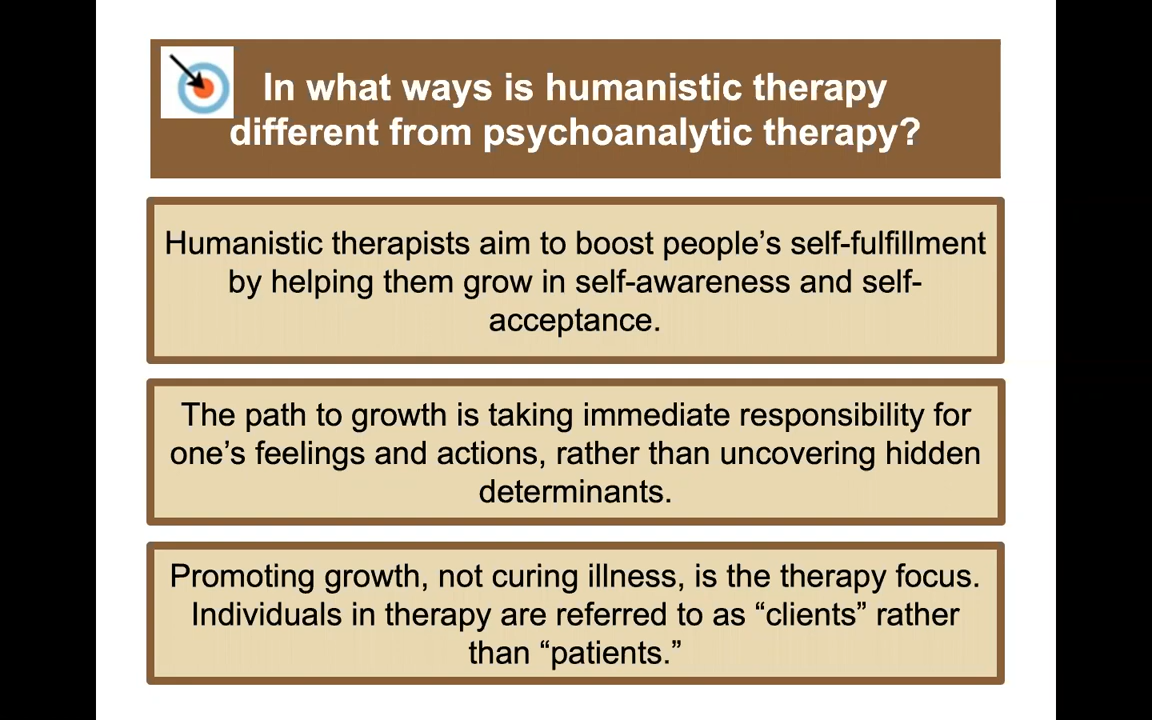 In what ways is humanistic therapy
different from psychoanalytic therapy?
Humanistic therapists aim to boost people’s self-fulfillment
by helping them grow in self-awareness and self-
acceptance.
The path to growth is taking immediate responsibility for
one’s feelings and actions, rather than uncovering hidden
determinants.
Promoting growth, not curing illness, is the therapy focus.
Individuals in therapy are referred to as “clients” rather
than “patients.”